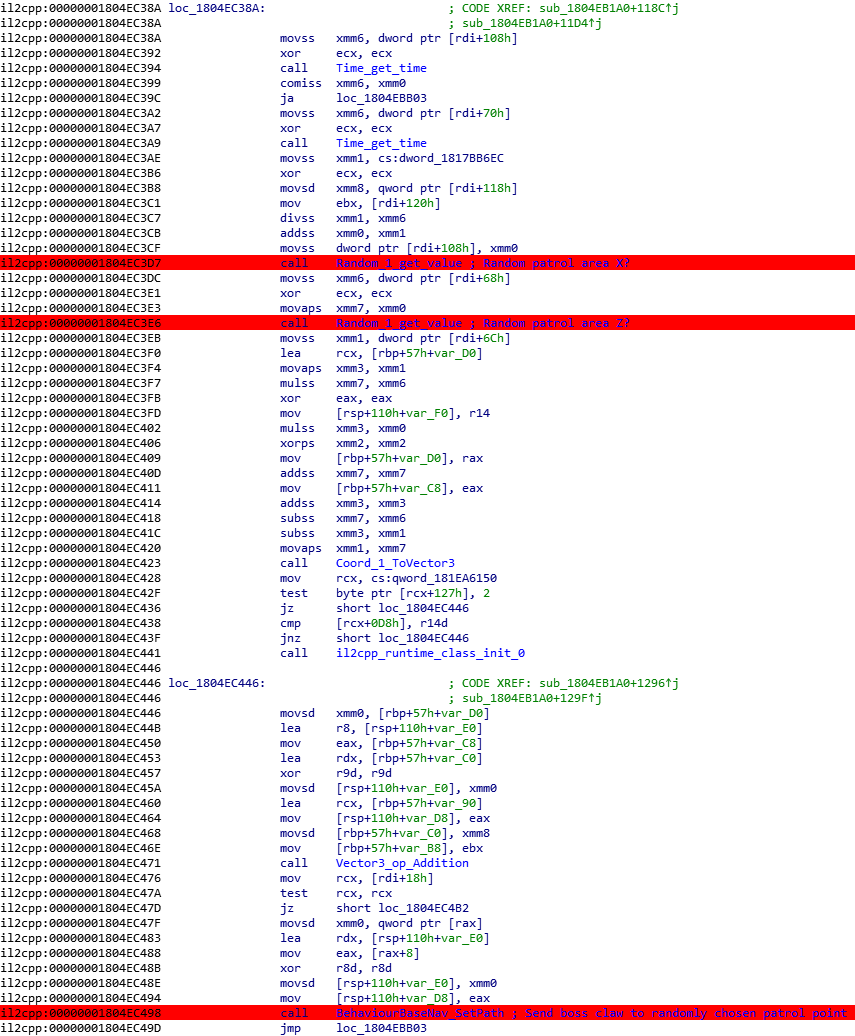 il2cpp:00000001804EC38A loc_1804EC38A: ; CODE XREF: sub_1804EB1A0+118C↑j
il2cpp:00000001804EC38A ; sub_1804EB1A0+11D4↑j
il2cpp:00000001804EC38A movss xmm6, dword ptr [rdi+108h]
il2cpp:00000001804EC392 xor ecx, ecx
il2cpp:00000001804EC394 call Time_get_time
il2cpp:00000001804EC399 comiss xmm6, xmm0
il2cpp:00000001804EC39C ja loc_1804EBB03
il2cpp:00000001804EC3A2 movss xmm6, dword ptr [rdi+70h]
il2cpp:00000001804EC3A7 xor ecx, ecx
il2cpp:00000001804EC3A9 call Time_get_time
il2cpp:00000001804EC3AE movss xmm1, cs:dword_1817BB6EC
il2cpp:00000001804EC3B6 xor ecx, ecx
il2cpp:00000001804EC3B8 movsd xmm8, qword ptr [rdi+118h]
il2cpp:00000001804EC3C1 mov ebx, [rdi+120h]
il2cpp:00000001804EC3C7 divss xmm1, xmm6
il2cpp:00000001804EC3CB addss xmm0, xmm1
il2cpp:00000001804EC3CF movss dword ptr [rdi+108h], xmm0
il2cpp:00000001804EC3D7 call Random_1_get_value ; Random patrol area X?
il2cpp:00000001804EC3DC movss xmm6, dword ptr [rdi+68h]
il2cpp:00000001804EC3E1 xor ecx, ecx
il2cpp:00000001804EC3E3 movaps xmm7, xmm0
il2cpp:00000001804EC3E6 call Random_1_get_value ; Random patrol area Z?
il2cpp:00000001804EC3EB movss xmm1, dword ptr [rdi+6Ch]
il2cpp:00000001804EC3F0 lea rcx, [rbp+57h+var_D0]
il2cpp:00000001804EC3F4 movaps xmm3, xmm1
il2cpp:00000001804EC3F7 mulss xmm7, xmm6
il2cpp:00000001804EC3FB xor eax, eax
il2cpp:00000001804EC3FD mov [rsp+110h+var_F0], r14
il2cpp:00000001804EC402 mulss xmm3, xmm0
il2cpp:00000001804EC406 xorps xmm2, xmm2
il2cpp:00000001804EC409 mov [rbp+57h+var_D0], rax
il2cpp:00000001804EC40D addss xmm7, xmm7
il2cpp:00000001804EC411 mov [rbp+57h+var_C8], eax
il2cpp:00000001804EC414 addss xmm3, xmm3
il2cpp:00000001804EC418 subss xmm7, xmm6
il2cpp:00000001804EC41C subss xmm3, xmm1
il2cpp:00000001804EC420 movaps xmm1, xmm7
il2cpp:00000001804EC423 call Coord_1_ToVector3
il2cpp:00000001804EC428 mov rcx, cs:qword_181EA6150
il2cpp:00000001804EC42F test byte ptr [rcx+127h], 2
il2cpp:00000001804EC436 jz short loc_1804EC446
il2cpp:00000001804EC438 cmp [rcx+0D8h], r14d
il2cpp:00000001804EC43F jnz short loc_1804EC446
il2cpp:00000001804EC441 call il2cpp_runtime_class_init_0
il2cpp:00000001804EC446
il2cpp:00000001804EC446 loc_1804EC446: ; CODE XREF: sub_1804EB1A0+1296↑j
il2cpp:00000001804EC446 ; sub_1804EB1A0+129F↑j
il2cpp:00000001804EC446 movsd xmm0, [rbp+57h+var_D0]
il2cpp:00000001804EC44B lea r8, [rsp+110h+var_E0]
il2cpp:00000001804EC450 mov eax, [rbp+57h+var_C8]
il2cpp:00000001804EC453 lea rdx, [rbp+57h+var_C0]
il2cpp:00000001804EC457 xor r9d, r9d
il2cpp:00000001804EC45A movsd [rsp+110h+var_E0], xmm0
il2cpp:00000001804EC460 lea rcx, [rbp+57h+var_90]
il2cpp:00000001804EC464 mov [rsp+110h+var_D8], eax
il2cpp:00000001804EC468 movsd [rbp+57h+var_C0], xmm8
il2cpp:00000001804EC46E mov [rbp+57h+var_B8], ebx
il2cpp:00000001804EC471 call Vector3_op_Addition
il2cpp:00000001804EC476 mov rcx, [rdi+18h]
il2cpp:00000001804EC47A test rcx, rcx
il2cpp:00000001804EC47D jz short loc_1804EC4B2
il2cpp:00000001804EC47F movsd xmm0, qword ptr [rax]
il2cpp:00000001804EC483 lea rdx, [rsp+110h+var_E0]
il2cpp:00000001804EC488 mov eax, [rax+8]
il2cpp:00000001804EC48B xor r8d, r8d
il2cpp:00000001804EC48E movsd [rsp+110h+var_E0], xmm0
il2cpp:00000001804EC494 mov [rsp+110h+var_D8], eax
il2cpp:00000001804EC498 call BehaviourBaseNav_SetPath ; Send boss claw to randomly chosen patrol point
il2cpp:00000001804EC49D jmp loc_1804EBB03